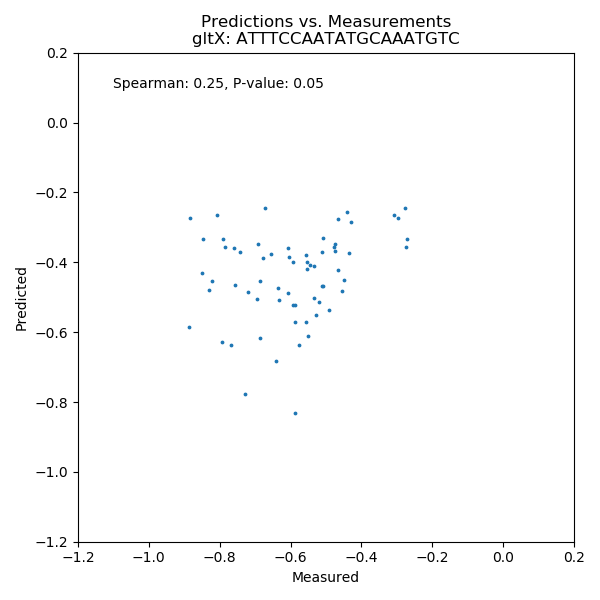 Predictions vs. Measurements
gltX: ATTTCCAATATGCAAATGTC
0.2
Spearman: 0.25, P-value: 0.05
0.0
−0.2
−0.4
Predicted
−0.6
−0.8
−1.0
−1.2
−1.2 −1.0 −0.8 −0.6 −0.4 −0.2 0.0 0.2
Measured